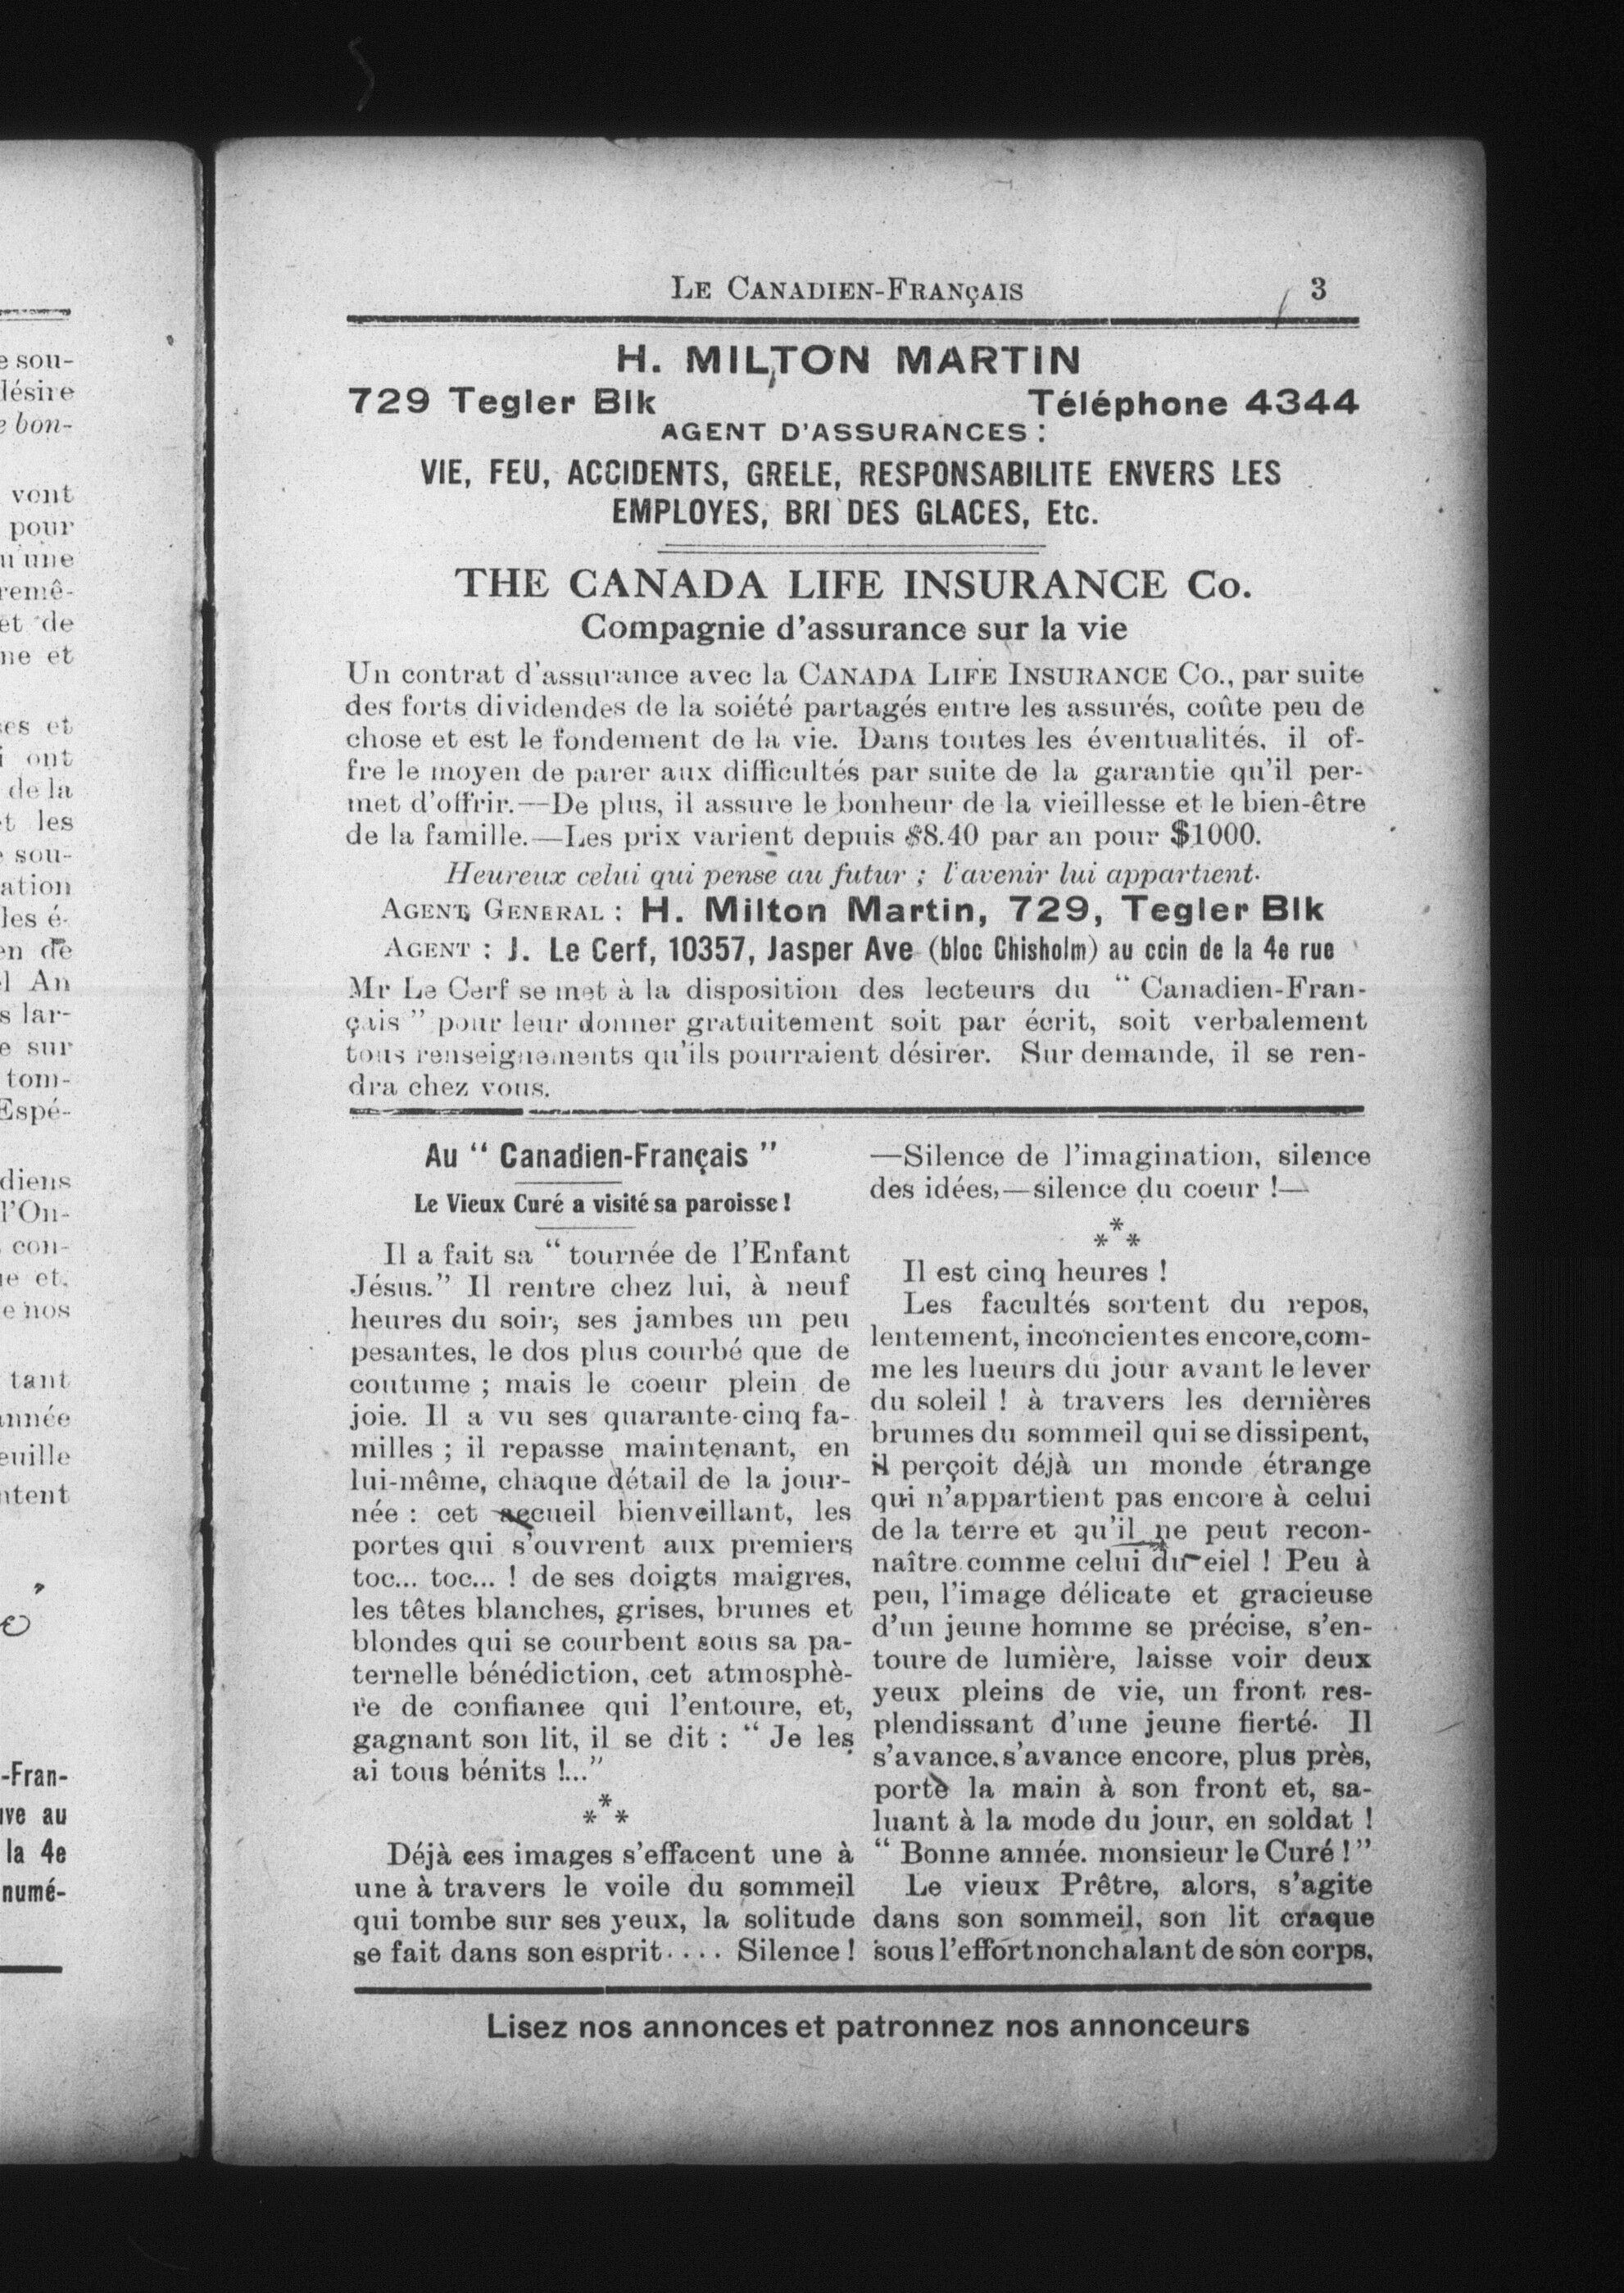 LE CANADIEN-FRANÇAIS 3
H. MILTON MARTIN
729 Tegler Blk Téléphone 4344
AGENT D'ASSURANCES :
VIE, FEU, ACCIDENTS, GRELE, RESPONSABILITE ENVERS LES
EMPLOYES, BRI DES GLACES, Etc.
THE CANADA LIFE INSURANCE Co.
Compagnie d'assurance sur la vie
Un contrat d'assurance avec la CANADA LIFE INSURANCE CO., par suite
des forts dividendes de la soiété partagés entre les assurés, coûte peu de
chose et est le fondement de la vie. Dans toutes les éventualités, il of-
fre le moyen de parer aux difficultés par suite de la garantie qu'il per-
met d'offrir.—De plus, il assure le bonheur de la vieillesse et le bien-être
de la famille.—Les prix varient depuis $8.40 par an pour $1000.
Heureux celui qui pense au futur ; l'avenir lui appartient.
AGENT GENERAL : H. Milton Martin, 729, Tegler Blk
AGENT : J. Le Cerf, 10357, Jasper Ave (bloc Chisholm) au ccin de la 4e rue
Mr Le Cerf se met à la disposition des lecteurs du " Canadien-Fran-
çais " pour leur donner gratuitement soit par écrit, soit verbalement
tous renseignements qu'ils pourraient désirer. Sur demande, il se ren-
dra chez vous.
Au " Canadien-Français "
Le Vieux Curé a visité sa paroisse !
Il a fait sa " tournée de l'Enfant
Jésus." Il rentre chez lui, à neuf
heures du soir, ses jambes un peu
pesantes, le dos plus courbé que de
coutume ; mais le coeur plein de
joie. Il a vu ses quarante-cinq fa-
milles ; il repasse maintenant, en
lui-même, chaque détail de la jour-
née : cet accueil bienveillant, les
portes qui s'ouvrent aux premiers
toc... toc... ! de ses doigts maigres,
les têtes blanches, grises, brunes et
blondes qui se courbent sous sa pa-
ternelle bénédiction, cet atmosphè-
re de confiance qui l'entoure, et,
gagnant son lit, il se dit : " Je les
ai tous bénits !..."
* * *
Déjà ces images s'effacent une à
une à travers le voile du sommeil
qui tombe sur ses yeux, la solitude
se fait dans son esprit.... Silence !
—Silence de l'imagination, silence
des idées,—silence du coeur !—
* * *
Il est cinq heures !
Les facultés sortent du repos,
lentement, inconcientes encore, com-
me les lueurs du jour avant le lever
du soleil ! à travers les dernières
brumes du sommeil qui se dissipent,
il perçoit déjà un monde étrange
qui n'appartient pas encore à celui
de la terre et qu'il ne peut recon-
naître comme celui du eiel ! Peu à
peu, l'image délicate et gracieuse
d'un jeune homme se précise, s'en-
toure de lumière, laisse voir deux
yeux pleins de vie, un front res-
plendissant d'une jeune fierté. Il
s'avance, s'avance encore, plus près,
porte la main à son front et, sa-
luant à la mode du jour, en soldat !
" Bonne année. monsieur le Curé ! "
Le vieux Prêtre, alors, s'agite
dans son sommeil, son lit craque
sous l'effort nonchalant de son corps,
Lisez nos annonces et patronnez nos annonceurs